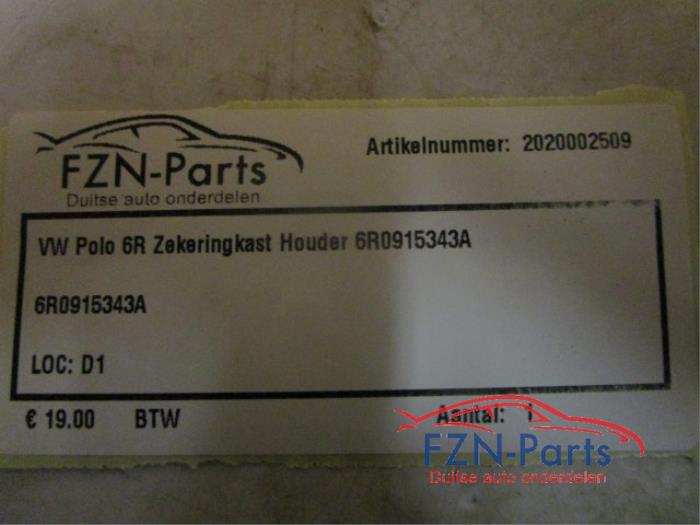 FZN-Parts
Duitse auto onderdelen
Artikelnummer: 2020002509
VW Polo 6R Zekeringkast Houder 6R0915343A
6R0915343A
LOC: D1
€ 19.00 BTW Aantal: 1
FZN-Parts
Duitse auto onderdelen